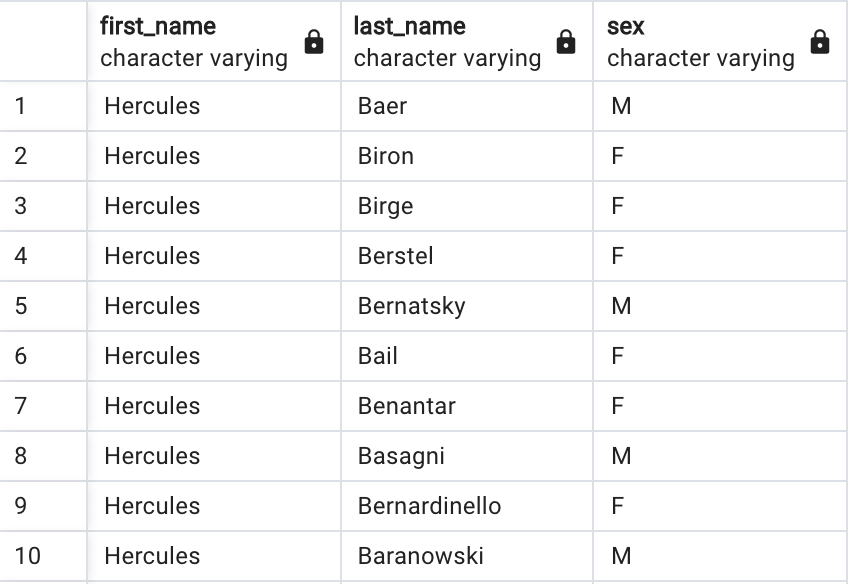 first_name last_name sex
character varying character varying character varying
1 Hercules Baer M
2 Hercules Biron F
3 Hercules Birge F
4 Hercules Berstel F
5 Hercules Bernatsky M
6 Hercules Bail F
7 Hercules Benantar F
8 Hercules Basagni M
9 Hercules Bernardinello F
10 Hercules Baranowski M